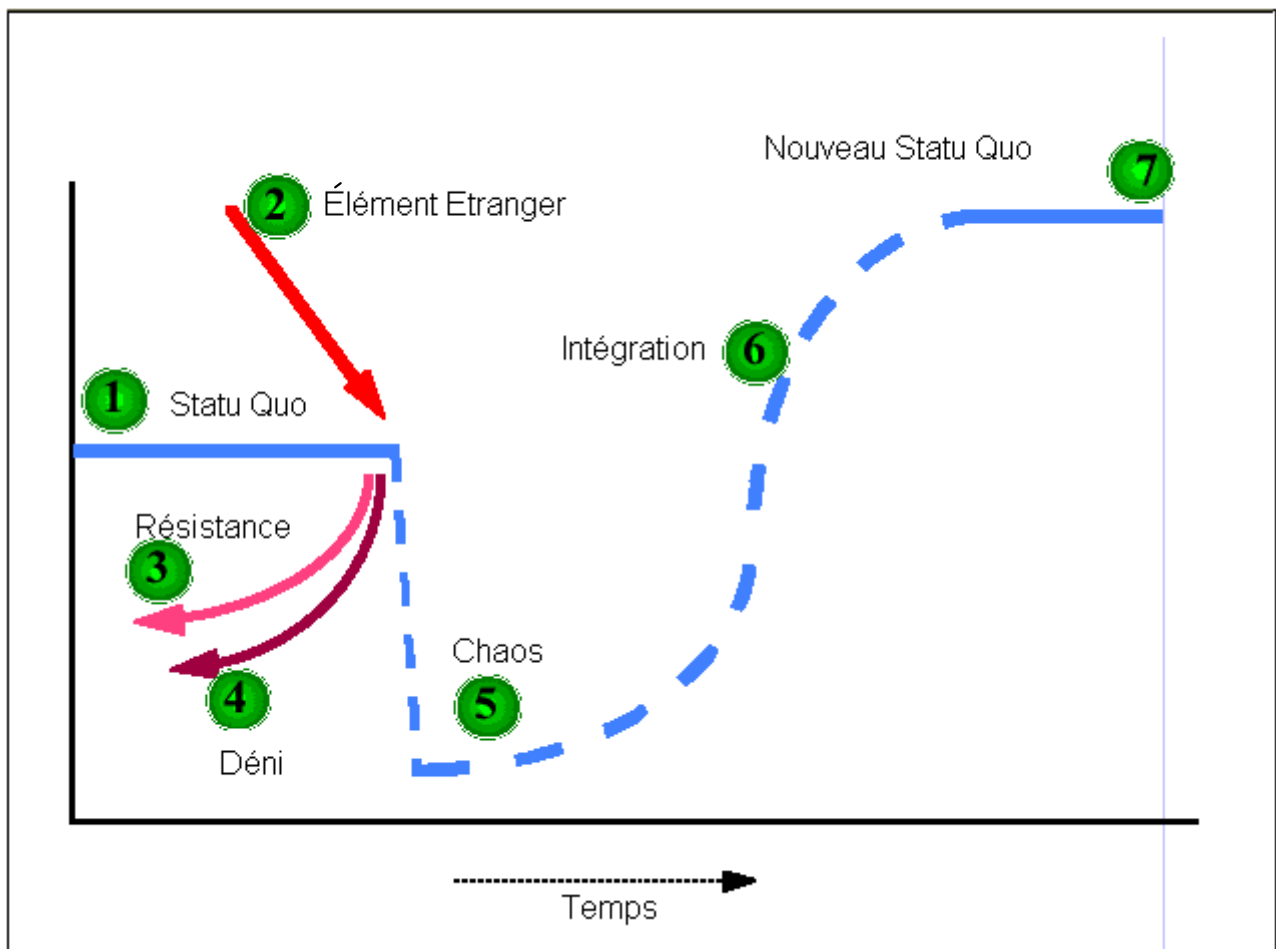 1
Statu Quo
2
Élément Etranger
Résistance
3
4
Déni
Chaos
5
Intégration
6
Nouveau Statu Quo
7
Temps